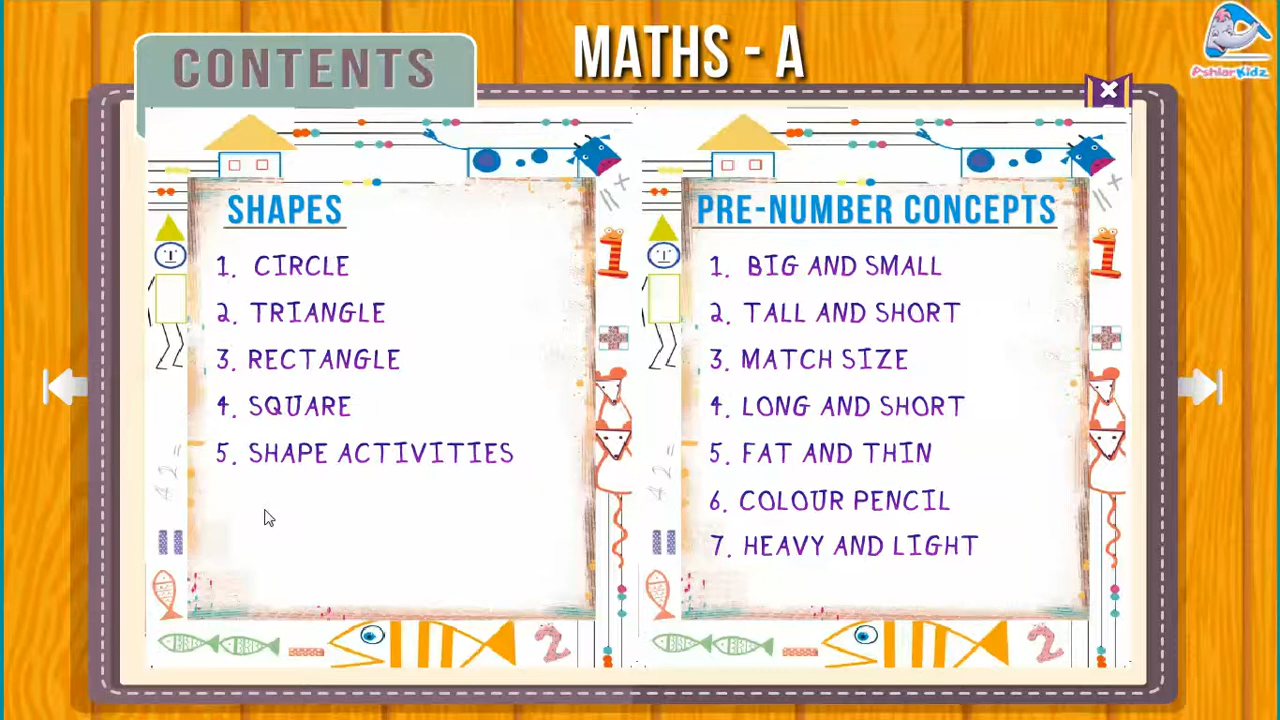 MATHS - A
CONTENTS
AshlarKidz
SHAPES
1. CIRCLE
2. TRIANGLE
3. RECTANGLE
4. SQUARE
5. SHAPE ACTIVITIES
PRE-NUMBER CONCEPTS
1. BIG AND SMALL
2. TALL AND SHORT
3. MATCH SIZE
4. LONG AND SHORT
5. FAT AND THIN
6. COLOUR PENCIL
7. HEAVY AND LIGHT